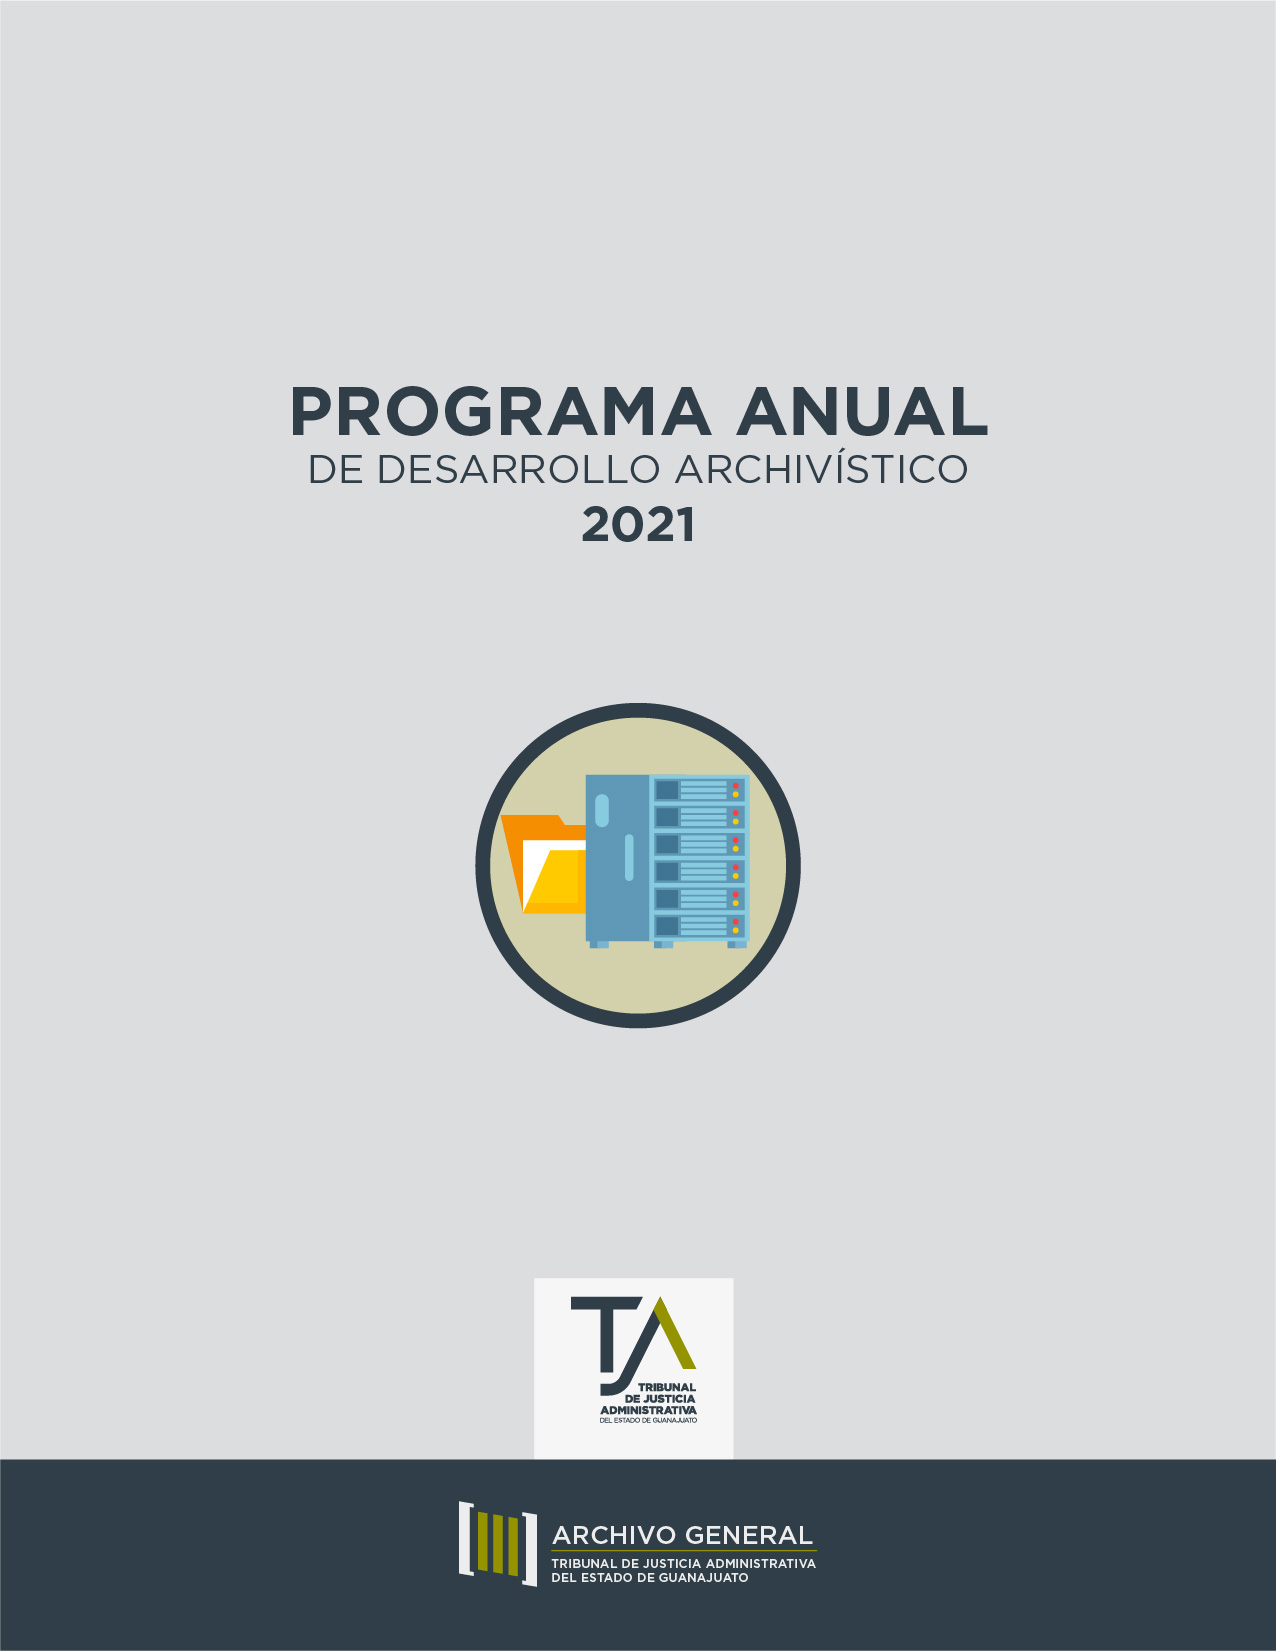 PROGRAMA ANUAL
DE DESARROLLO ARCHIVÍSTICO
2021
TJA
TRIBUNAL
DE JUSTICIA
ADMINISTRATIVA
DEL ESTADO DE GUANAJUATO
ARCHIVO GENERAL
TRIBUNAL DE JUSTICIA ADMINISTRATIVA
DEL ESTADO DE GUANAJUATO